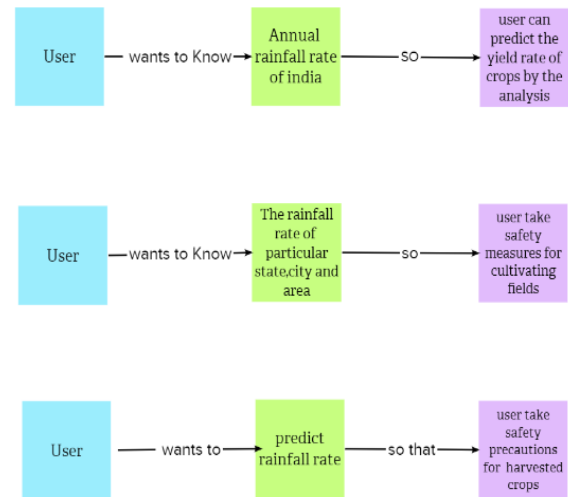 User
wants to Know
Annual
rainfall rate
of india
so
user can
predict the
yield rate of
crops by the
analysis
User
wants to Know
The rainfall
rate of
particular
state,city and
area
so
user take
safety
measures for
cultivating
fields
User
wants to
predict
rainfall rate
so that
user take
safety
precautions
for harvested
crops